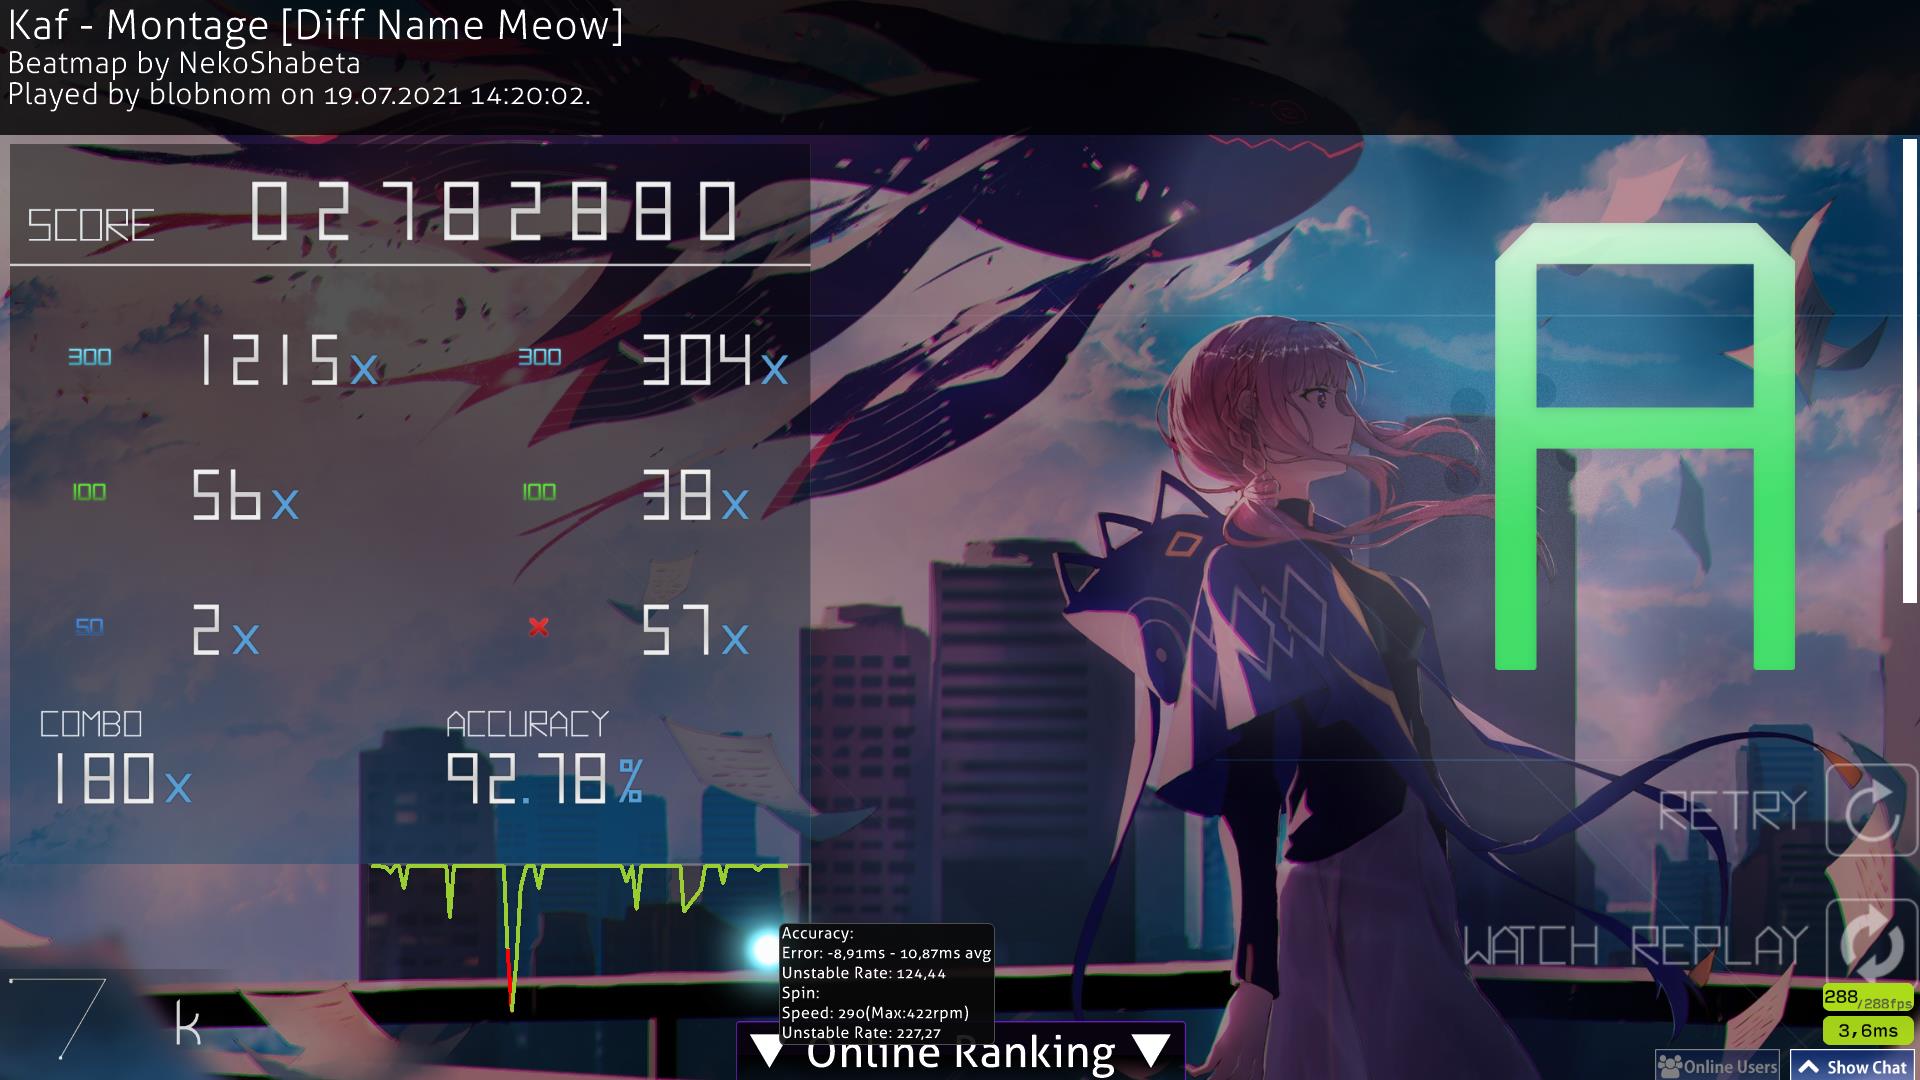 Kaf - Montage [Diff Name Meow]
Beatmap by NekoShabeta
Played by blobnom on 19.07.2021 14:20:02.
SCORE 02782880
300 1215x 300 304x
100 56x 100 38x
50 2x 57x
COMBO ACCURACY
180x 92.78%
RETRY
WATCH REPLAY
Accuracy:
Error: -8,91ms - 10,87ms avg
Unstable Rate: 124,44
Spin:
Speed: 290(Max:422rpm)
Unstable Rate: 227,27
k
Online Ranking
288/288fps
3,6ms
Online Users
Show Chat